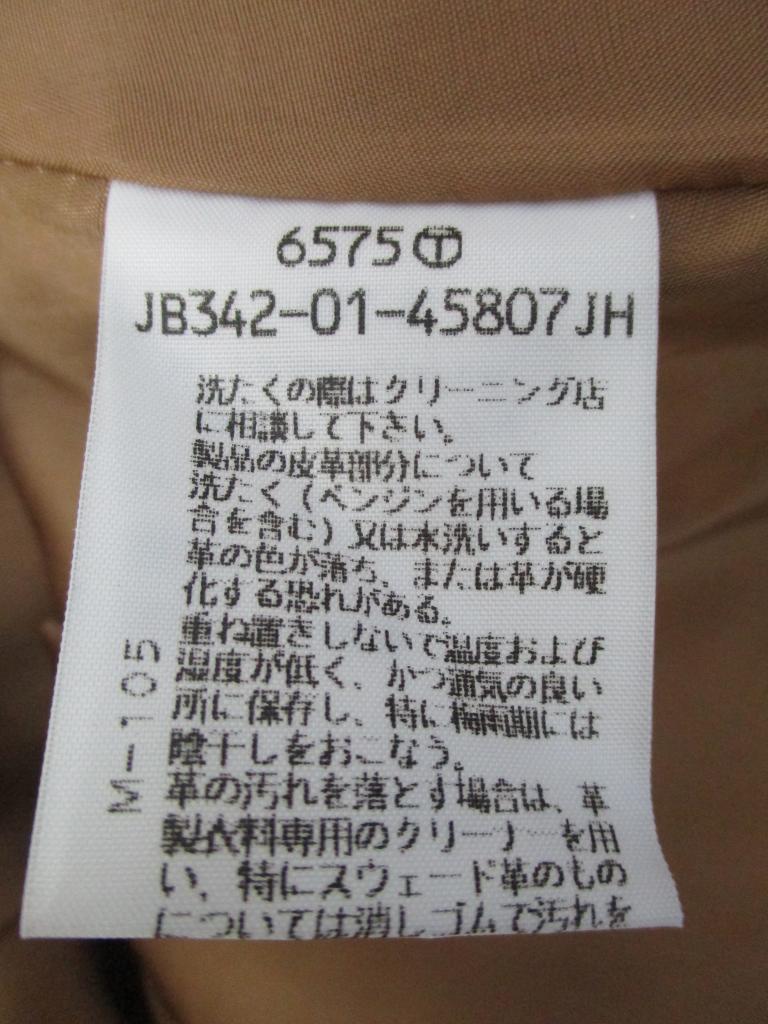 6575Ⓣ
JB342-01-45807JH
洗たくの際はクリーニング店
に相談して下さい。
製品の皮革部分について
洗たく（ベンジンを用いる場
合を含む）又は水洗いすると
革の色が落ち、または革が硬
化する恐れがある。
重ね置きしないで温度および
湿度が低く、かつ通気の良い
所に保存し、特に梅雨期には
陰干しをおこなう。
革の汚れを落とす場合は、革
製衣料専用のクリーナーを用
い、特にスウェード革のもの
については消しゴムで汚れを
M-105